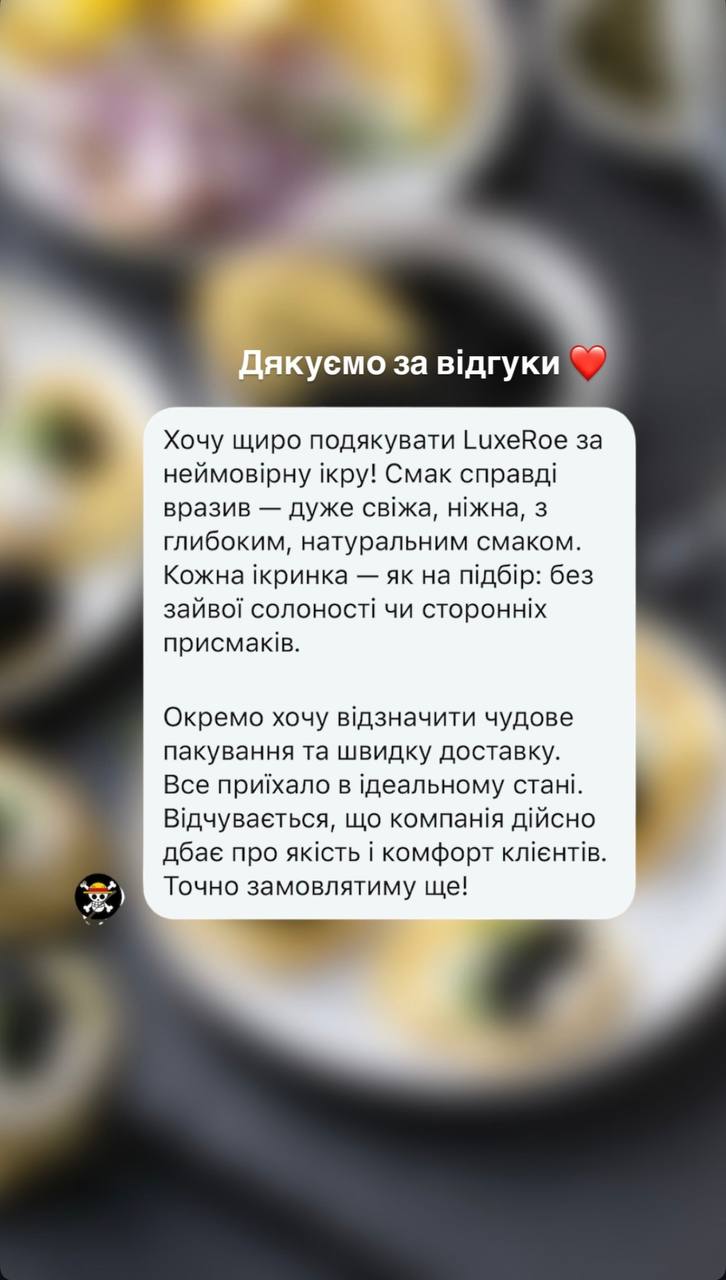 Дякуємо за відгуки ❤️
Хочу щиро подякувати LuxeRoe за
неймовірну ікру! Смак справді
вразив — дуже свіжа, ніжна, з
глибоким, натуральним смаком.
Кожна ікринка — як на підбір: без
зайвої солоності чи сторонніх
присмаків.
Окремо хочу відзначити чудове
пакування та швидку доставку.
Все приїхало в ідеальному стані.
Відчувається, що компанія дійсно
дбає про якість і комфорт клієнтів.
Точно замовлятиму ще!